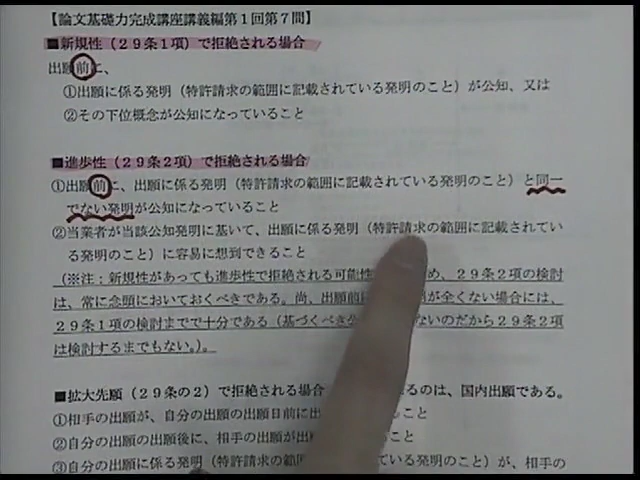 【論文基礎力完成講座講義編第1回第7問】
■新規性（29条1項）で拒絶される場合
出願前に、
①出願に係る発明（特許請求の範囲に記載されている発明のこと）が公知、又は
②その下位概念が公知になっていること
■進歩性（29条2項）で拒絶される場合
①出願前に、出願に係る発明（特許請求の範囲に記載されている発明のこと）と同一
でない発明が公知になっていること
②当業者が当該公知発明に基いて、出願に係る発明（特許請求の範囲に記載されてい
る発明のこと）に容易に想到できること
（※注：新規性があっても進歩性で拒絶される可能性 め、29条2項の検討
は、常に念頭においておくべきである。尚、出願前 が全くない場合には、
29条1項の検討までで十分である（基づくべき ないのだから29条2項
は検討するまでもない。）。
■拡大先願（29条の2）で拒絶される場合 るのは、国内出願である。
①相手の出願が、自分の出願の出願日前に出 こと
②自分の出願の出願後に、相手の出願が出 こと
③自分の出願に係る発明（特許請求の範囲 ている発明のこと）が、相手の